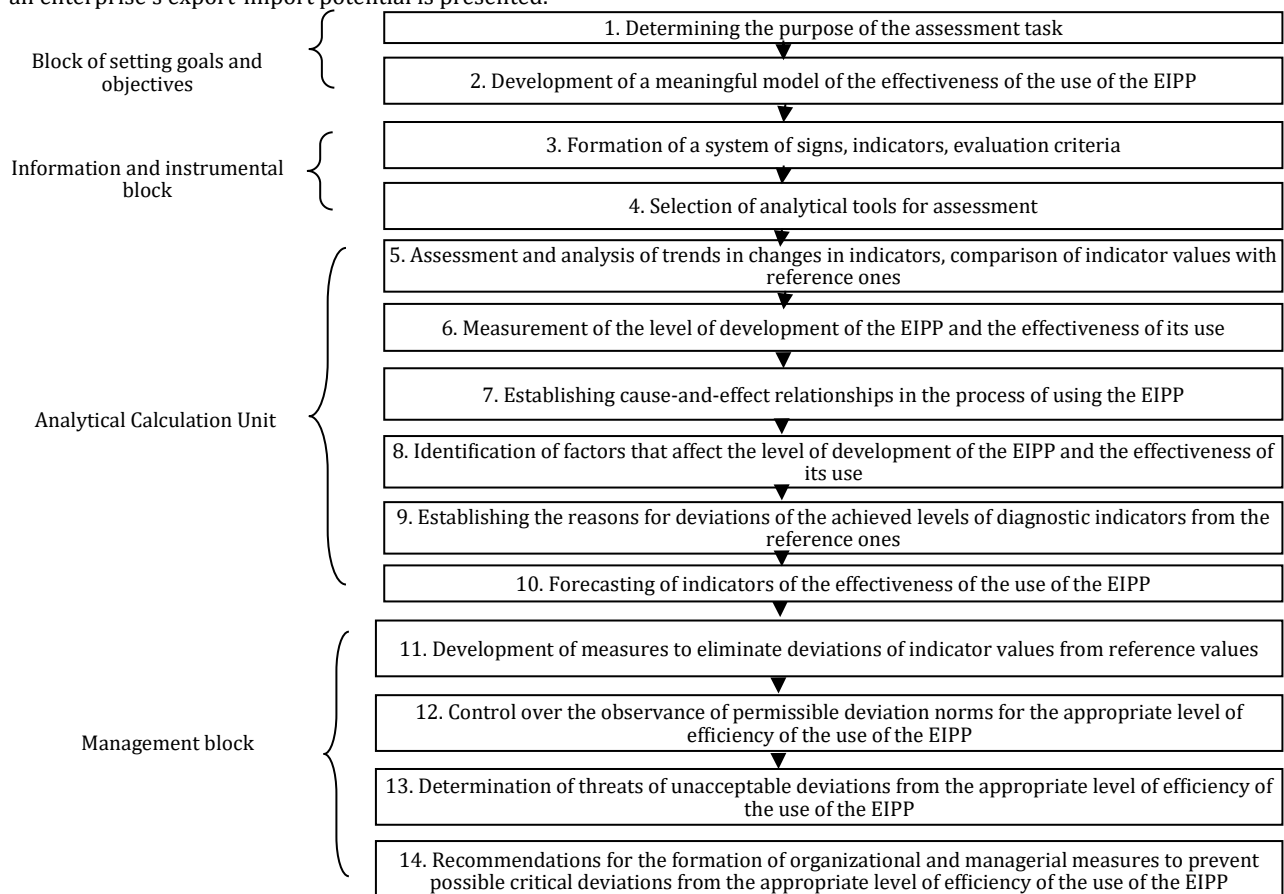 an enterprise's export-import potential is presented.
1. Determining the purpose of the assessment task
Block of setting goals and
objectives
2. Development of a meaningful model of the effectiveness of the use of the EIPP
3. Formation of a system of signs, indicators, evaluation criteria
Information and instrumental
block
4. Selection of analytical tools for assessment
5. Assessment and analysis of trends in changes in indicators, comparison of indicator values with
reference ones
6. Measurement of the level of development of the EIPP and the effectiveness of its use
7. Establishing cause-and-effect relationships in the process of using the EIPP
Analytical Calculation Unit
8. Identification of factors that affect the level of development of the EIPP and the effectiveness of
its use
9. Establishing the reasons for deviations of the achieved levels of diagnostic indicators from the
reference ones
10. Forecasting of indicators of the effectiveness of the use of the EIPP
11. Development of measures to eliminate deviations of indicator values from reference values
12. Control over the observance of permissible deviation norms for the appropriate level of
efficiency of the use of the EIPP
Management block
13. Determination of threats of unacceptable deviations from the appropriate level of efficiency of
the use of the EIPP
14. Recommendations for the formation of organizational and managerial measures to prevent
possible critical deviations from the appropriate level of efficiency of the use of the EIPP